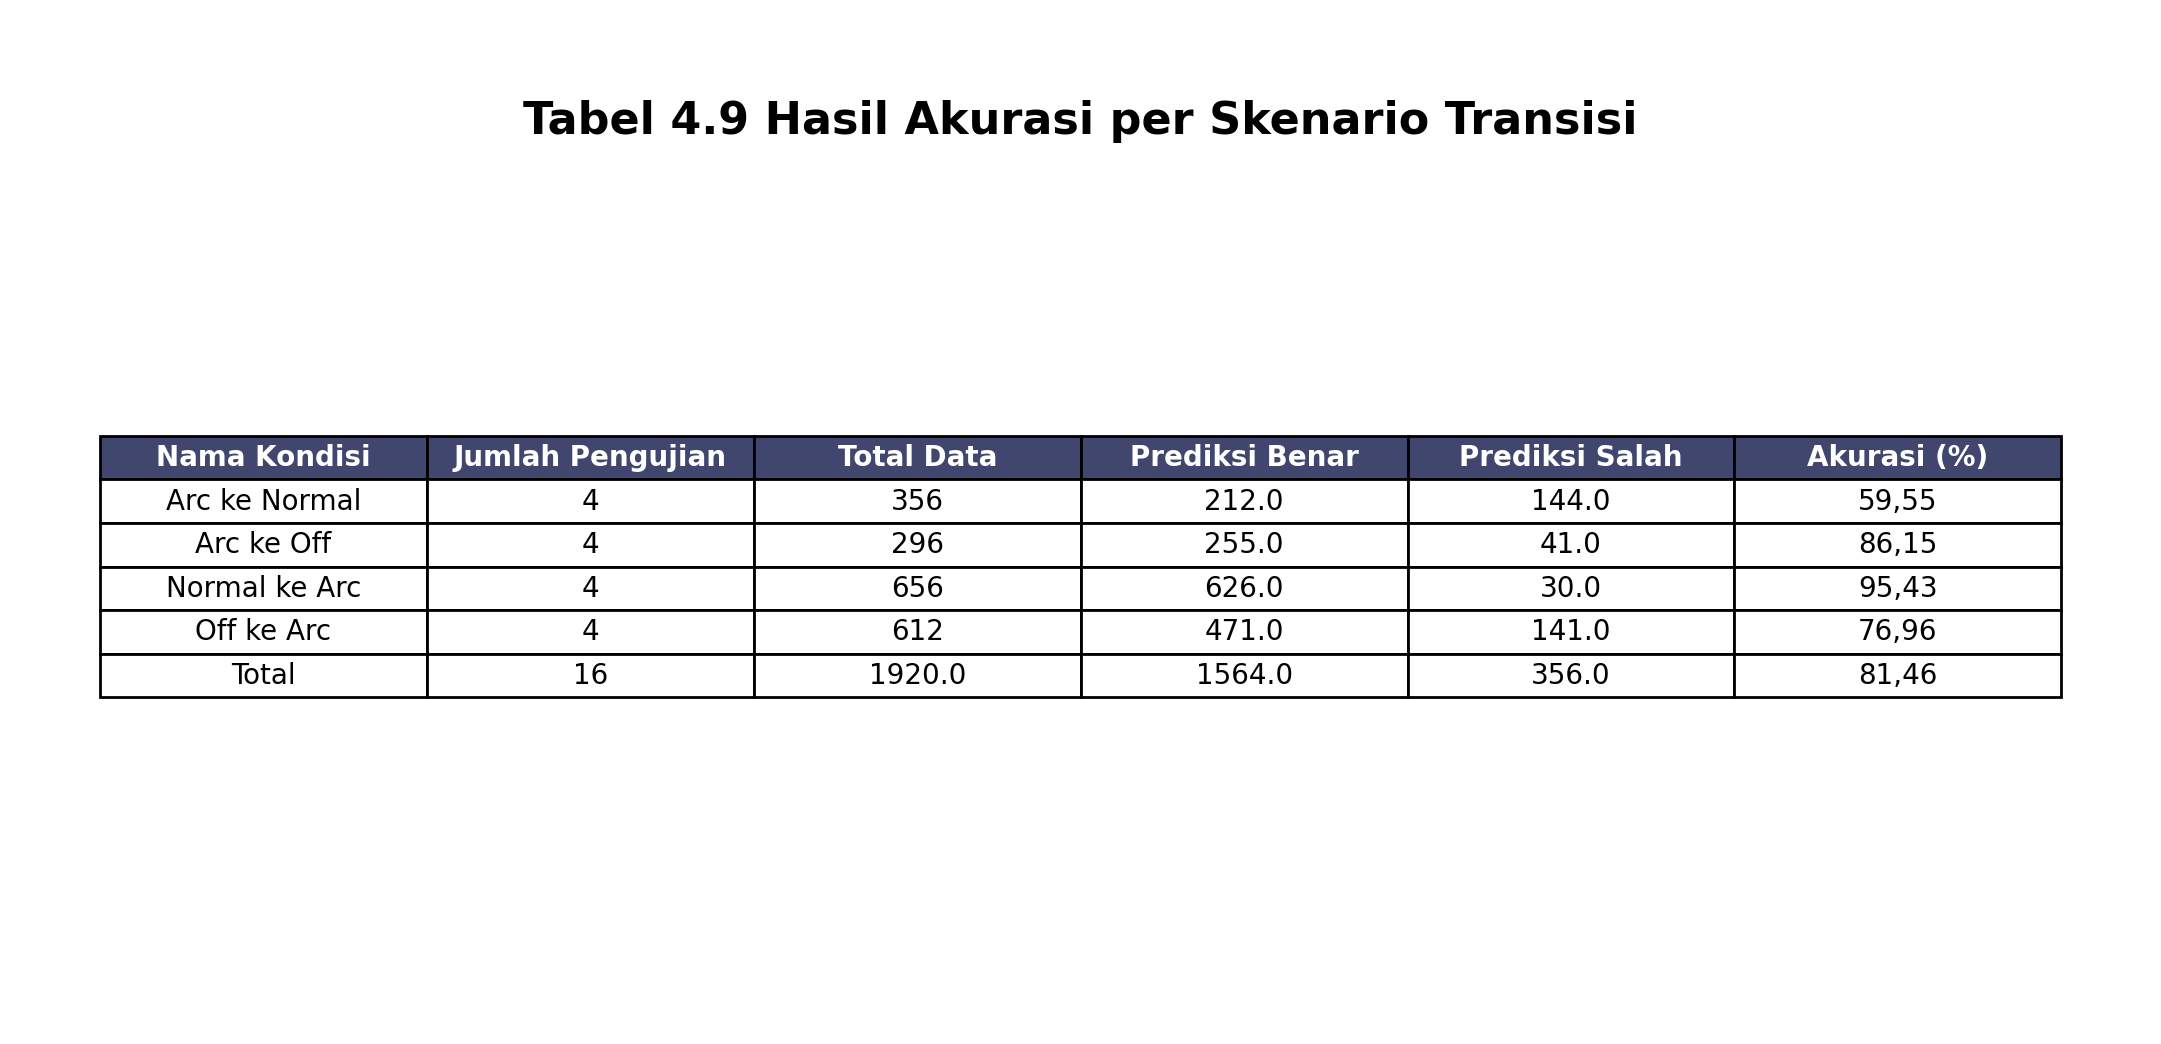 Tabel 4.9 Hasil Akurasi per Skenario Transisi
Nama Kondisi Jumlah Pengujian Total Data Prediksi Benar Prediksi Salah Akurasi (%)
Arc ke Normal 4 356 212.0 144.0 59,55
Arc ke Off 4 296 255.0 41.0 86,15
Normal ke Arc 4 656 626.0 30.0 95,43
Off ke Arc 4 612 471.0 141.0 76,96
Total 16 1920.0 1564.0 356.0 81,46